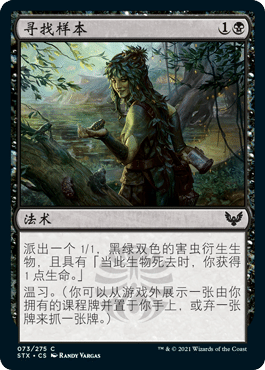 寻找样本 1
法术
派出一个1/1，黑绿双色的害虫衍生生
物，且具有「当此生物死去时，你获得
1点生命。」
温习。（你可以从游戏外展示一张由你
拥有的课程牌并置于你手上，或弃一张
牌来抓一张牌。）
073/275 C
STX • CS RANDY VARGAS
™ & © 2021 Wizards of the Coast